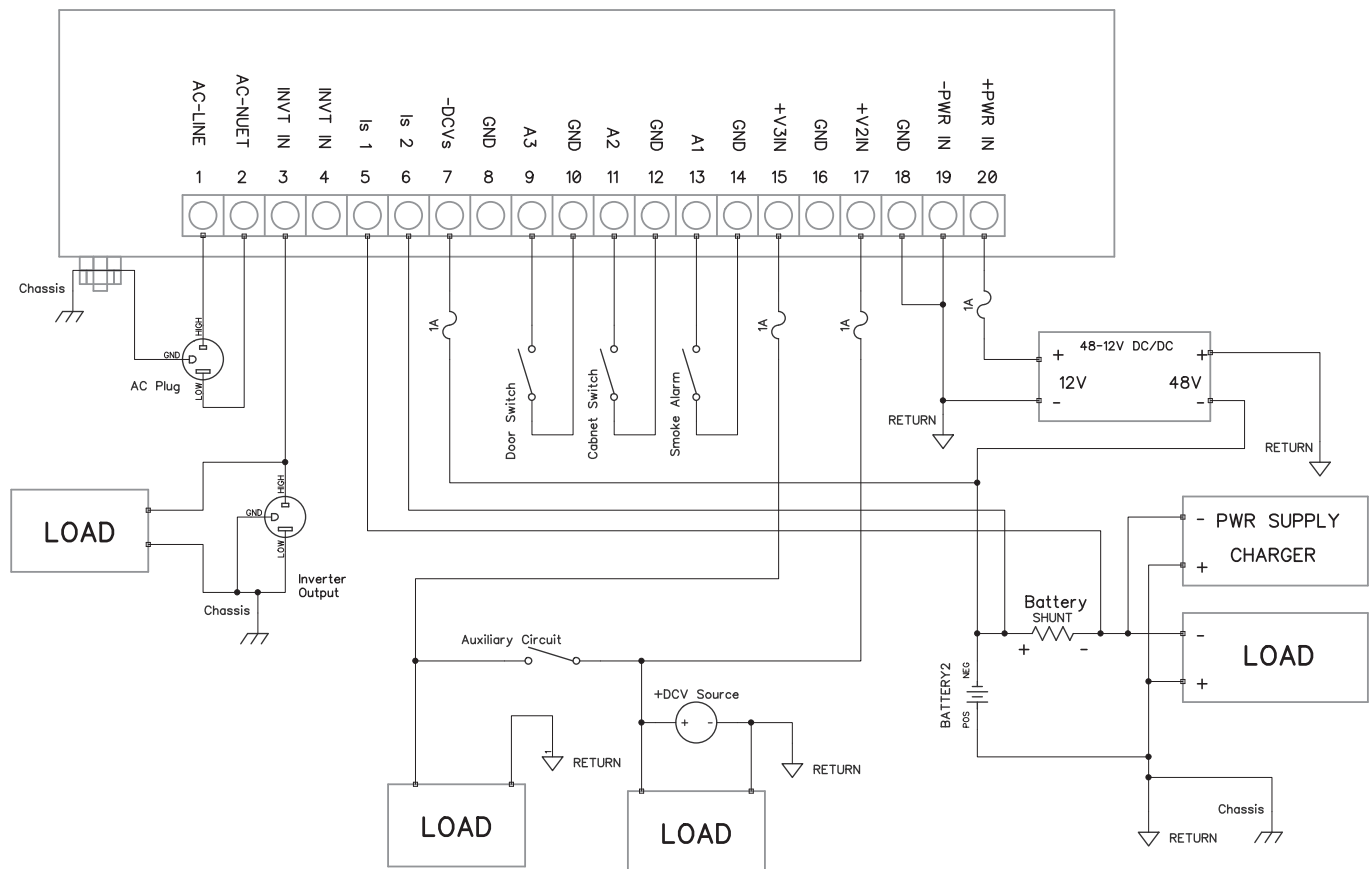 AC-LINE
AC-NUET
INVT IN
INVT IN
Is 1
Is 2
-DCVs
GND
A3
GND
A2
GND
A1
GND
+V3IN
GND
+V2IN
GND
-PWR IN
+PWR IN
1 2 3 4 5 6 7 8 9 10 11 12 13 14 15 16 17 18 19 20
Chassis
HIGH
GND
LOW
AC Plug
1A
1A
1A
1A
Door Switch
Cabnet Switch
Smoke Alarm
48-12V DC/DC
+ +
12V 48V
- -
RETURN
RETURN
LOAD
HIGH
GND
LOW
Inverter
Output
Chassis
- PWR SUPPLY
CHARGER
+
Battery
SHUNT
+ -
-
LOAD
+
Auxiliary Circuit
+DCV Source
+ -
BATTERY2
NEG
POS
1
RETURN
RETURN
LOAD
LOAD
Chassis
RETURN